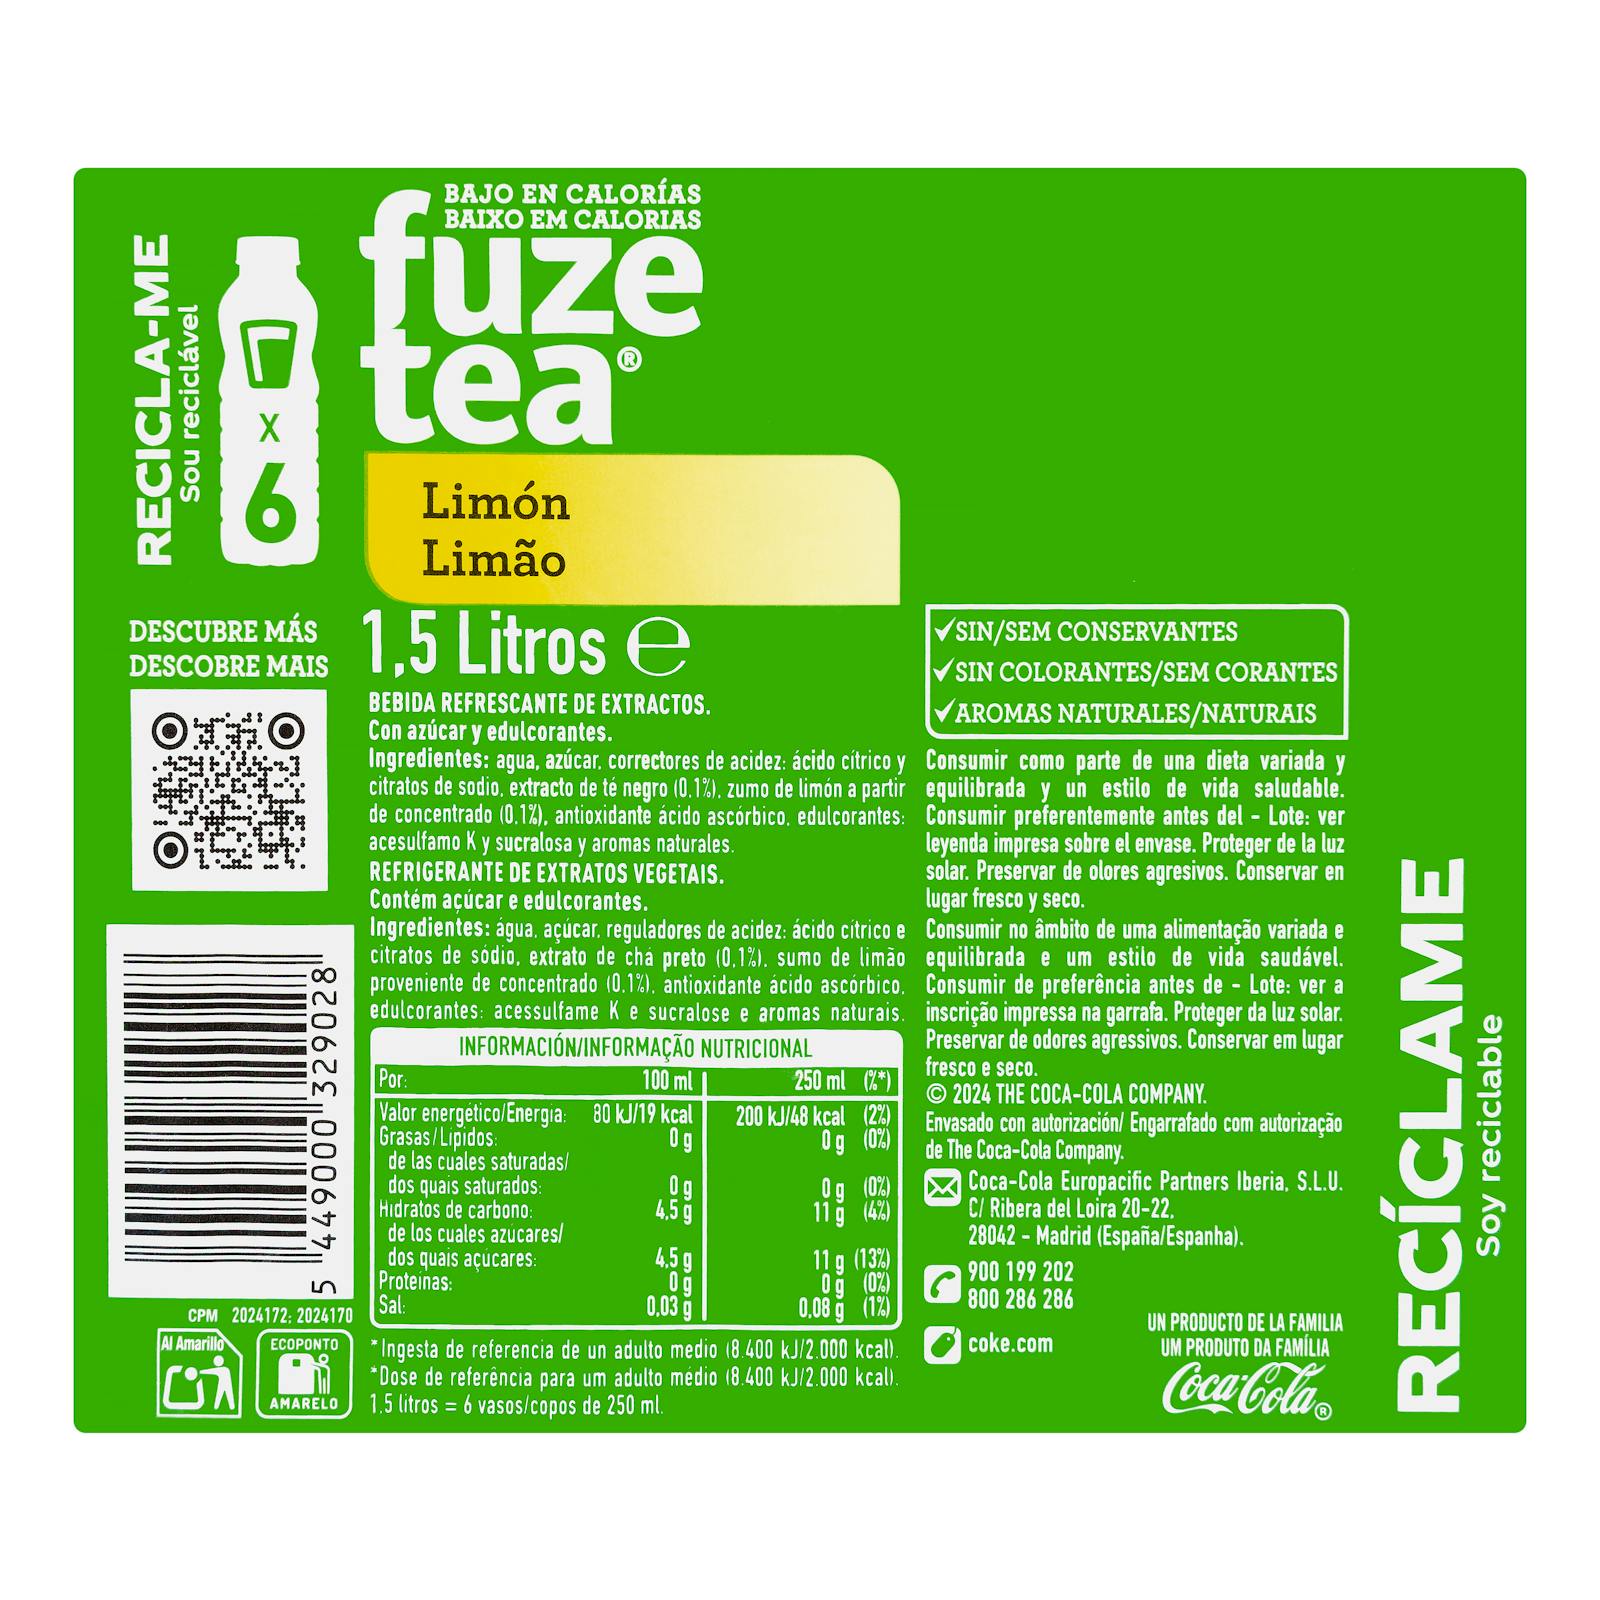 RECICLA-ME
Sou reciclável
X
6
DESCUBRE MÁS
DESCOBRE MAIS
5 449000 329028
CPM 2024172; 2024170
Al Amarillo
ECOPONTO
AMARELO
BAJO EN CALORÍAS
BAIXO EM CALORIAS
fuze
tea®
Limón
Limão
1,5 Litros ℮
BEBIDA REFRESCANTE DE EXTRACTOS.
Con azúcar y edulcorantes.
Ingredientes: agua, azúcar, correctores de acidez: ácido cítrico y
citratos de sodio, extracto de té negro (0,1%), zumo de limón a partir
de concentrado (0,1%), antioxidante ácido ascórbico, edulcorantes:
acesulfamo K y sucralosa y aromas naturales.
REFRIGERANTE DE EXTRATOS VEGETAIS.
Contém açúcar e edulcorantes.
Ingredientes: água, açúcar, reguladores de acidez: ácido cítrico e
citratos de sódio, extrato de chá preto (0,1%), sumo de limão
proveniente de concentrado (0,1%), antioxidante ácido ascórbico,
edulcorantes: acessulfame K e sucralose e aromas naturais.
INFORMACIÓN/INFORMAÇÃO NUTRICIONAL
Por: 100 ml 250 ml (%*)
Valor energético/Energia: 80 kJ/19 kcal 200 kJ/48 kcal (2%)
Grasas/Lípidos: 0 g 0 g (0%)
de las cuales saturadas/
dos quais saturados: 0 g 0 g (0%)
Hidratos de carbono: 4,5 g 11 g (4%)
de los cuales azúcares/
dos quais açúcares: 4,5 g 11 g (13%)
Proteínas: 0 g 0 g (0%)
Sal: 0,03 g 0,08 g (1%)
*Ingesta de referencia de un adulto medio (8.400 kJ/2.000 kcal).
*Dose de referência para um adulto médio (8.400 kJ/2.000 kcal).
1,5 litros = 6 vasos/copos de 250 ml.
✓SIN/SEM CONSERVANTES
✓SIN COLORANTES/SEM CORANTES
✓AROMAS NATURALES/NATURAIS
Consumir como parte de una dieta variada y
equilibrada y un estilo de vida saludable.
Consumir preferentemente antes del - Lote: ver
leyenda impresa sobre el envase. Proteger de la luz
solar. Preservar de olores agresivos. Conservar en
lugar fresco y seco.
Consumir no âmbito de uma alimentação variada e
equilibrada e um estilo de vida saudável.
Consumir de preferência antes de - Lote: ver a
inscrição impressa na garrafa. Proteger da luz solar.
Preservar de odores agressivos. Conservar em lugar
fresco e seco.
© 2024 THE COCA-COLA COMPANY.
Envasado con autorización/ Engarrafado com autorização
de The Coca-Cola Company.
Coca-Cola Europacific Partners Iberia, S.L.U.
C/ Ribera del Loira 20-22,
28042 - Madrid (España/Espanha).
900 199 202
800 286 286
coke.com
UN PRODUCTO DE LA FAMILIA
UM PRODUTO DA FAMÍLIA
Coca-Cola®
RECÍCLAME
Soy reciclable